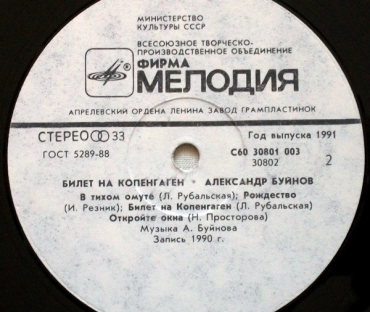 МИНИСТЕРСТВО
КУЛЬТУРЫ СССР
ВСЕСОЮЗНОЕ ТВОРЧЕСКО-
ПРОИЗВОДСТВЕННОЕ ОБЪЕДИНЕНИЕ
ФИРМА
МЕЛОДИЯ
АПРЕЛЕВСКИЙ ОРДЕНА ЛЕНИНА ЗАВОД ГРАМПЛАСТИНОК
СТЕРЕО 33
Год выпуска 1991
ГОСТ 5289-88
С60 30801 003
30802
2
БИЛЕТ НА КОПЕНГАГЕН • АЛЕКСАНДР БУЙНОВ
В тихом омуте (Л. Рубальская); Рождество
(И. Резник); Билет на Копенгаген (Л. Рубальская)
Откройте окна (Н. Просторова)
Музыка А. Буйнова
Запись 1990 г.